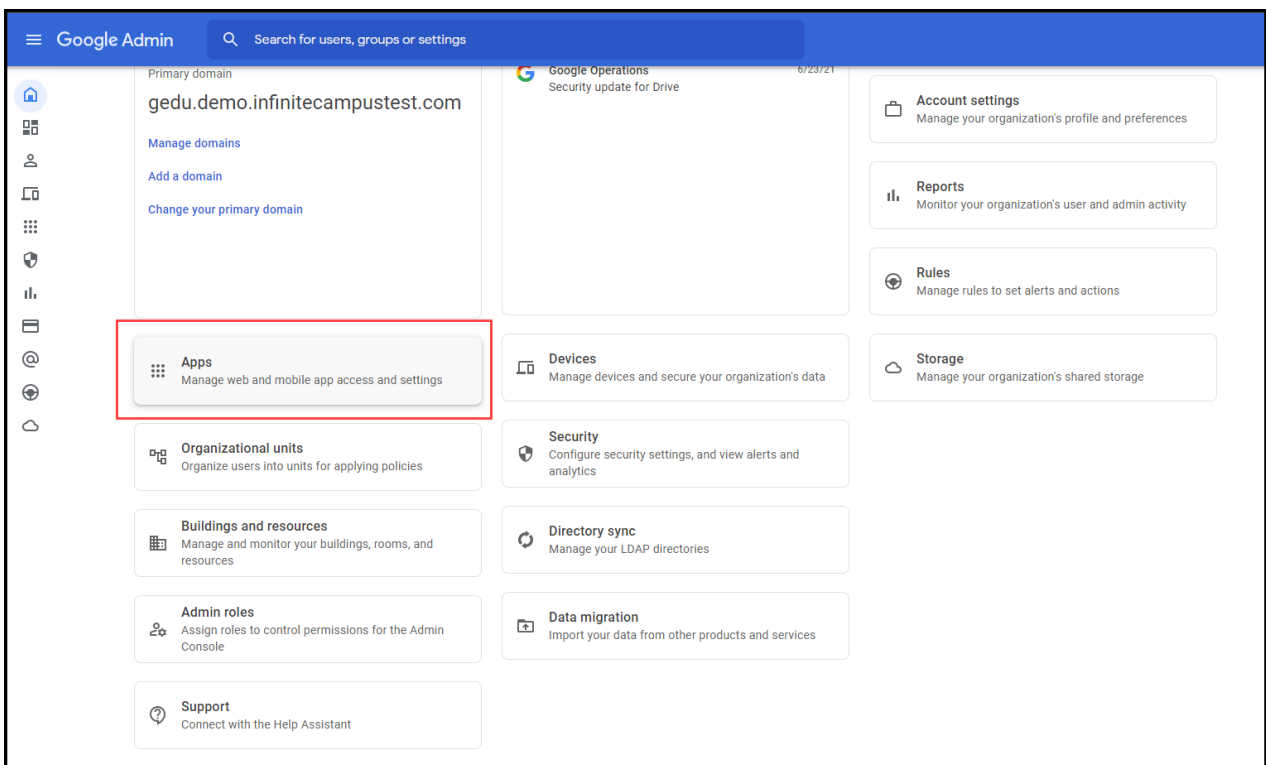 Google Admin
Search for users, groups or settings
Primary domain
gedu.demo.infinitecampustest.com
Manage domains
Add a domain
Change your primary domain
Google Operations
6/23/21
Security update for Drive
Account settings
Manage your organization's profile and preferences
Reports
Monitor your organization's user and admin activity
Rules
Manage rules to set alerts and actions
Apps
Manage web and mobile app access and settings
Devices
Manage devices and secure your organization's data
Storage
Manage your organization's shared storage
Organizational units
Organize users into units for applying policies
Security
Configure security settings, and view alerts and
analytics
Buildings and resources
Manage and monitor your buildings, rooms, and
resources
Directory sync
Manage your LDAP directories
Admin roles
Assign roles to control permissions for the Admin
Console
Data migration
Import your data from other products and services
Support
Connect with the Help Assistant